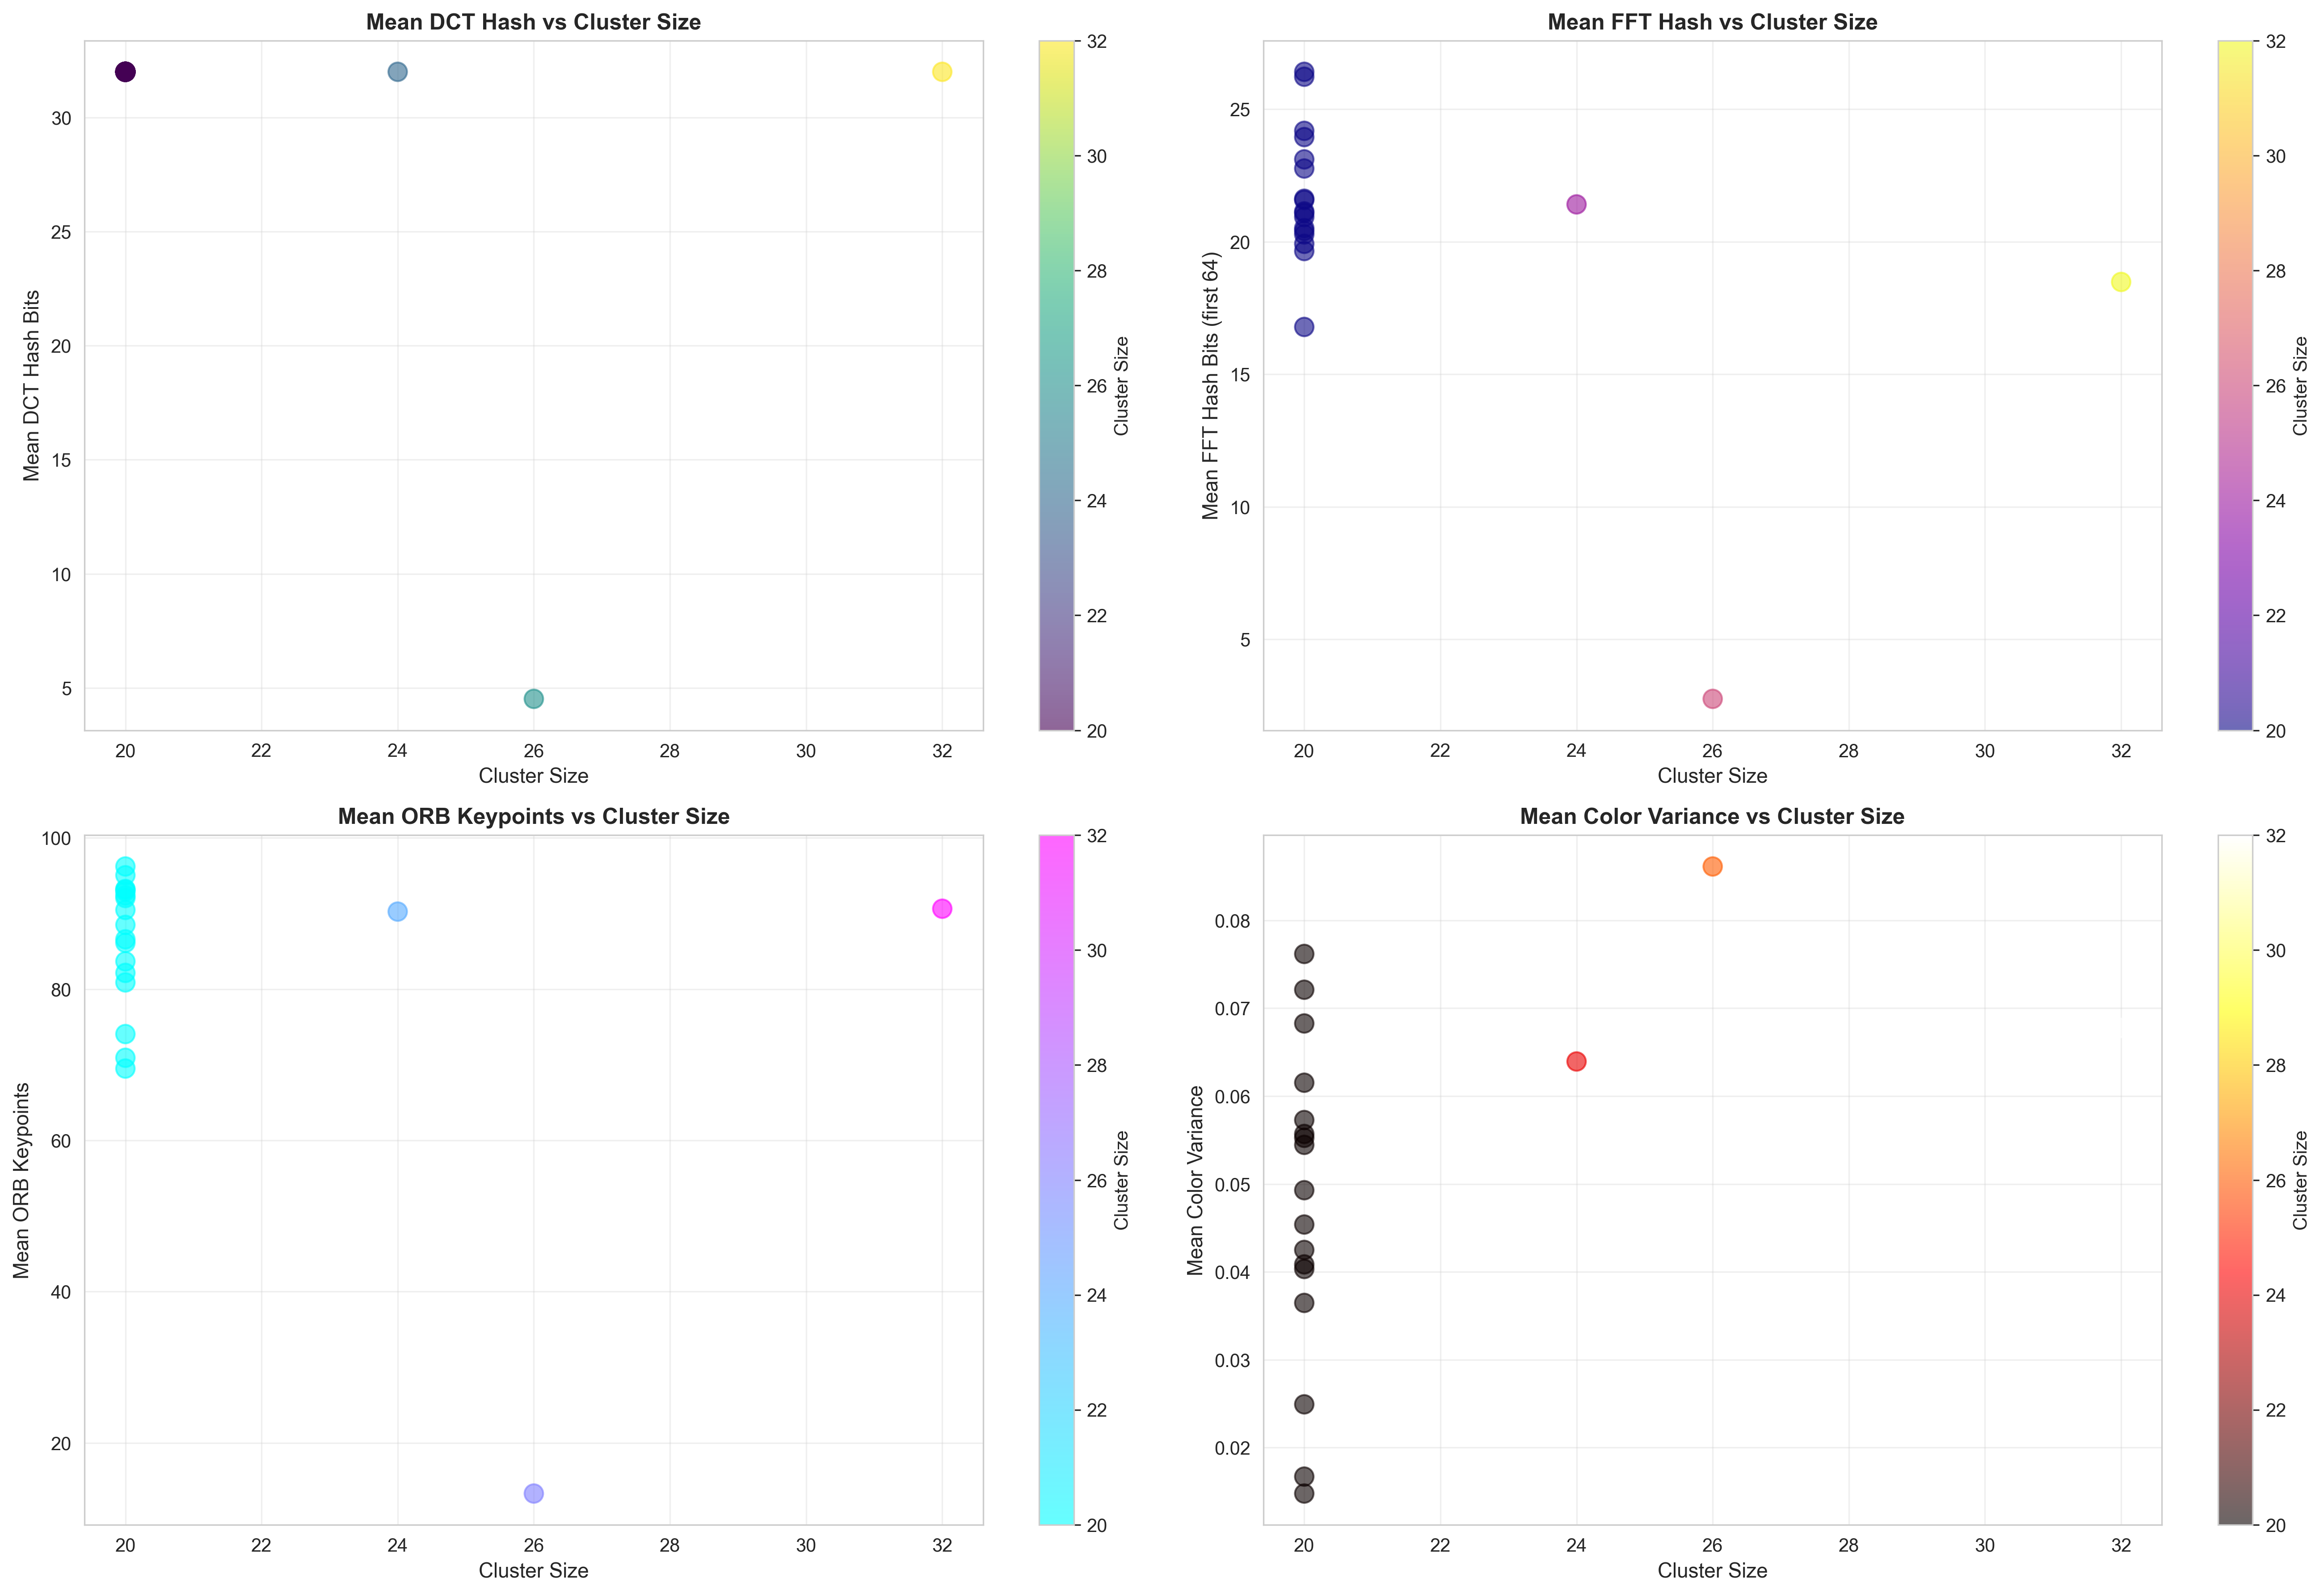 Mean DCT Hash vs Cluster Size
Mean DCT Hash Bits
30
25
20
15
10
5
20 22 24 26 28 30 32
Cluster Size
32
30
28
26
24
22
20
Cluster Size
Mean FFT Hash vs Cluster Size
Mean FFT Hash Bits (first 64)
25
20
15
10
5
20 22 24 26 28 30 32
Cluster Size
32
30
28
26
24
22
20
Cluster Size
Mean ORB Keypoints vs Cluster Size
Mean ORB Keypoints
100
80
60
40
20
20 22 24 26 28 30 32
Cluster Size
32
30
28
26
24
22
20
Cluster Size
Mean Color Variance vs Cluster Size
Mean Color Variance
0.08
0.07
0.06
0.05
0.04
0.03
0.02
20 22 24 26 28 30 32
Cluster Size
32
30
28
26
24
22
20
Cluster Size